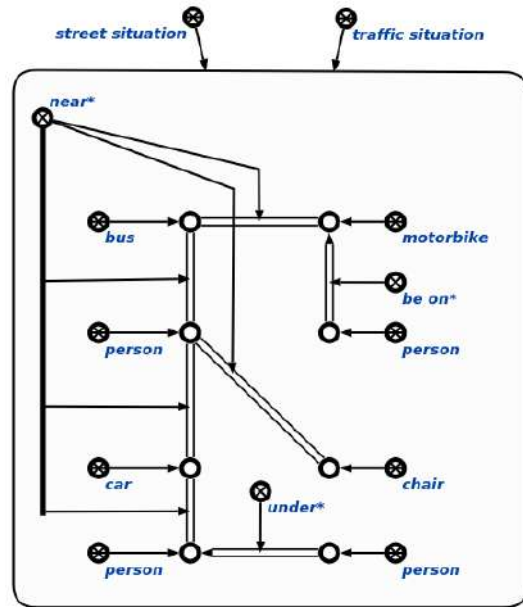 street situation
traffic situation
near*
bus
motorbike
be on*
person
person
car
chair
under*
person
person